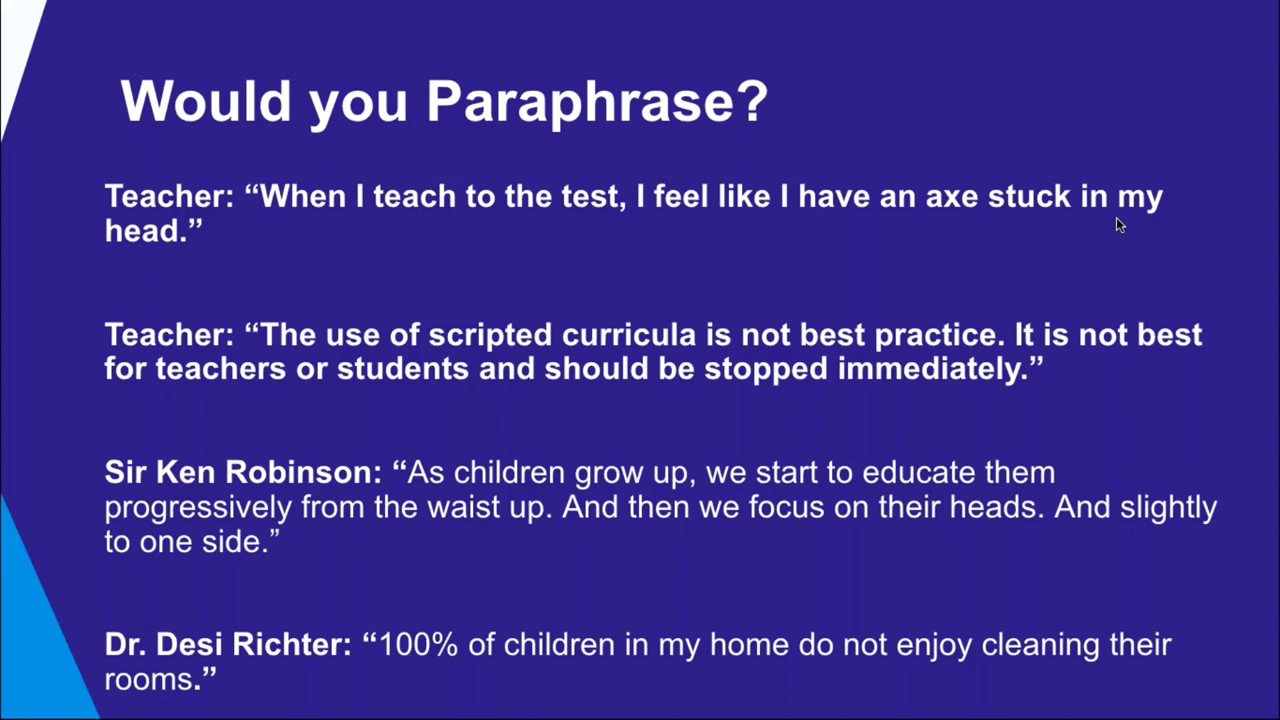 Would you Paraphrase?
Teacher: “When I teach to the test, I feel like I have an axe stuck in my
head.”
Teacher: “The use of scripted curricula is not best practice. It is not best
for teachers or students and should be stopped immediately.”
Sir Ken Robinson: “As children grow up, we start to educate them
progressively from the waist up. And then we focus on their heads. And slightly
to one side.”
Dr. Desi Richter: “100% of children in my home do not enjoy cleaning their
rooms.”